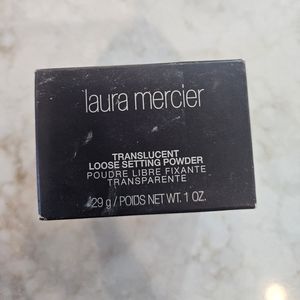 laura mercier
TRANSLUCENT
LOOSE SETTING POWDER
POUDRE LIBRE FIXANTE
TRANSPARENTE
29 g / POIDS NET WT. 1 OZ.